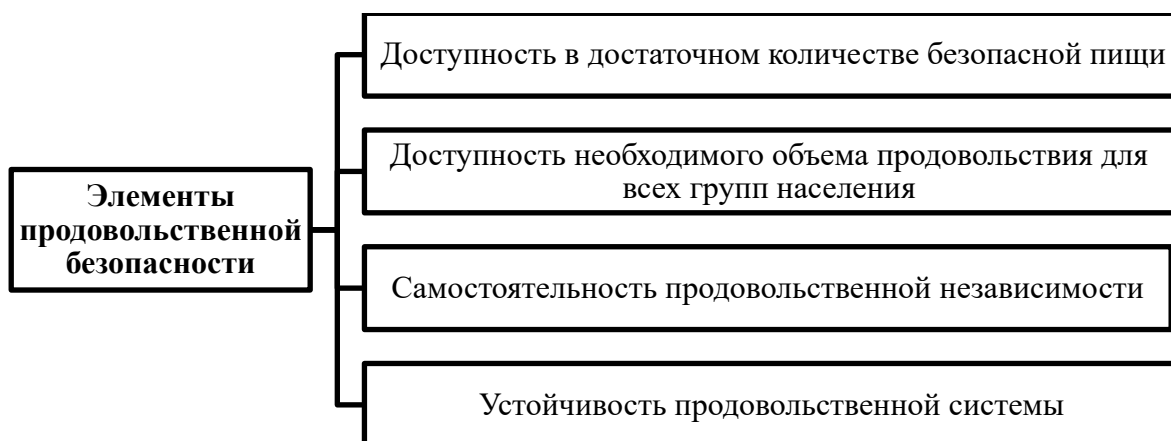 Доступность в достаточном количестве безопасной пищи
Доступность необходимого объема продовольствия для
всех групп населения
Элементы
продовольственной
безопасности
Самостоятельность продовольственной независимости
Устойчивость продовольственной системы